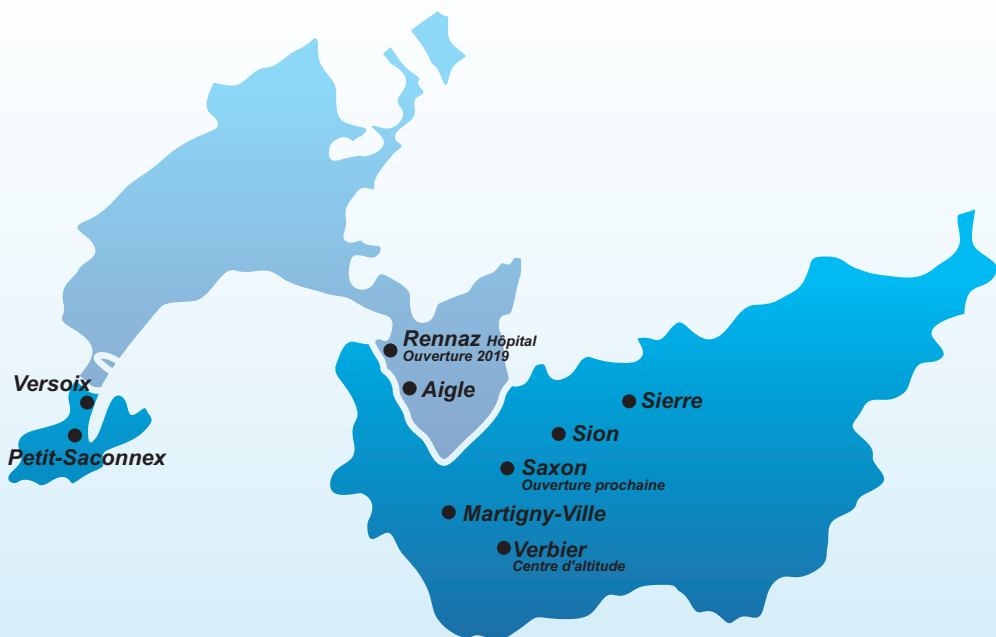 Rennaz Hôpital
Ouverture 2019
Versoix
Aigle
Sierre
Sion
Petit-Saconnex
Saxon
Ouverture prochaine
Martigny-Ville
Verbier
Centre d'altitude